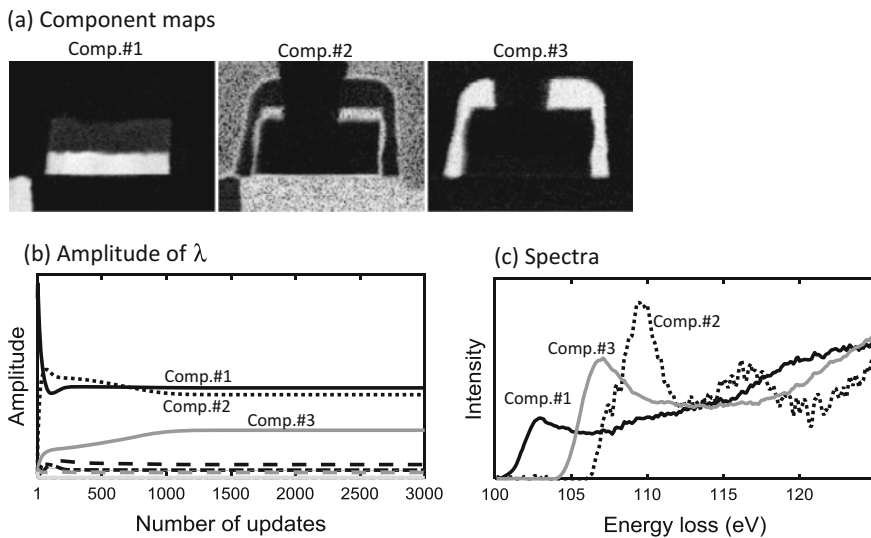 (a) Component maps
Comp.#1 Comp.#2 Comp.#3
(b) Amplitude of λ
Amplitude
Comp.#1
Comp.#2
Comp.#3
1 500 1000 1500 2000 2500 3000
Number of updates
(c) Spectra
Intensity
Comp.#2
Comp.#3
Comp.#1
100 105 110 115 120
Energy loss (eV)